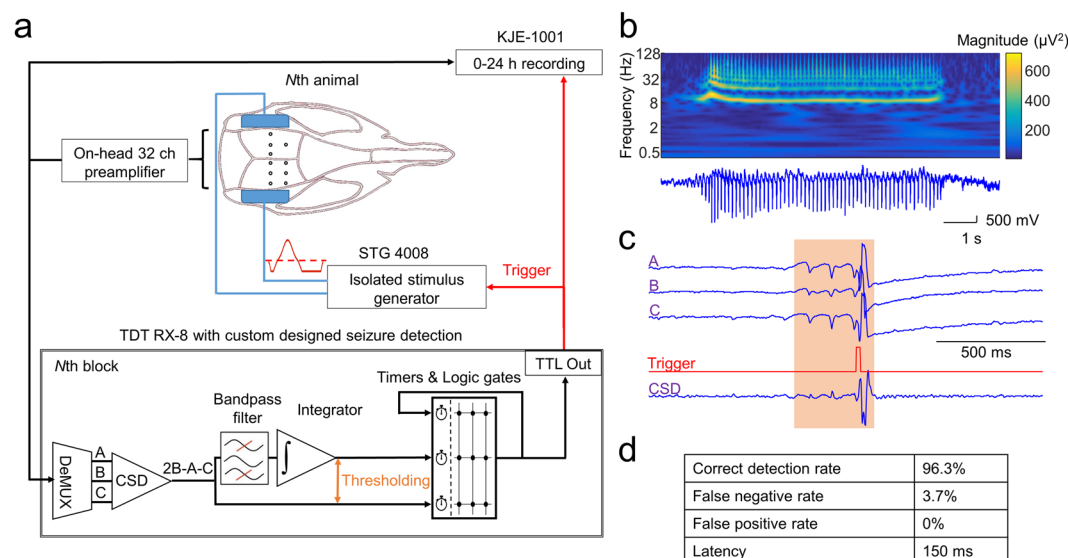 a
KJE-1001
0-24 h recording
Nth animal
On-head 32 ch
preamplifier
STG 4008
Isolated stimulus
generator
Trigger
TDT RX-8 with custom designed seizure detection
Nth block
TTL Out
Timers & Logic gates
Bandpass
filter
Integrator
DeMUX
A
B
C
CSD
2B-A-C
Thresholding
b
Magnitude (µV²)
Frequency (Hz)
128
32
8
2
0.5
600
400
200
500 mV
1 s
c
A
B
C
500 ms
Trigger
CSD
d
Correct detection rate 96.3%
False negative rate 3.7%
False positive rate 0%
Latency 150 ms